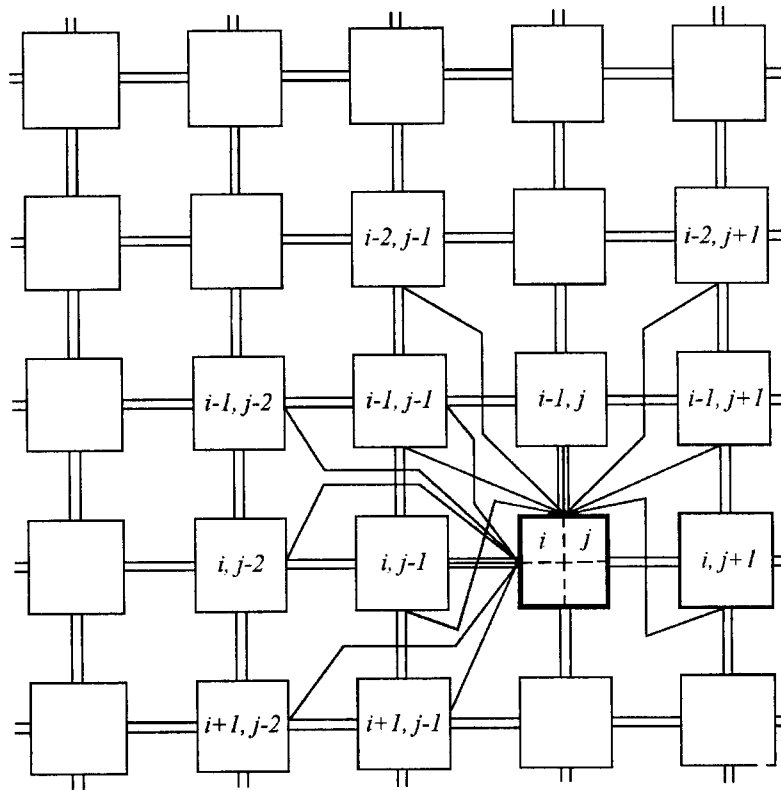 i-2, j-1 i-2, j+1
i-1, j-2 i-1, j-1 i-1, j i-1, j+1
i, j-2 i, j-1 i j i, j+1
i+1, j-2 i+1, j-1